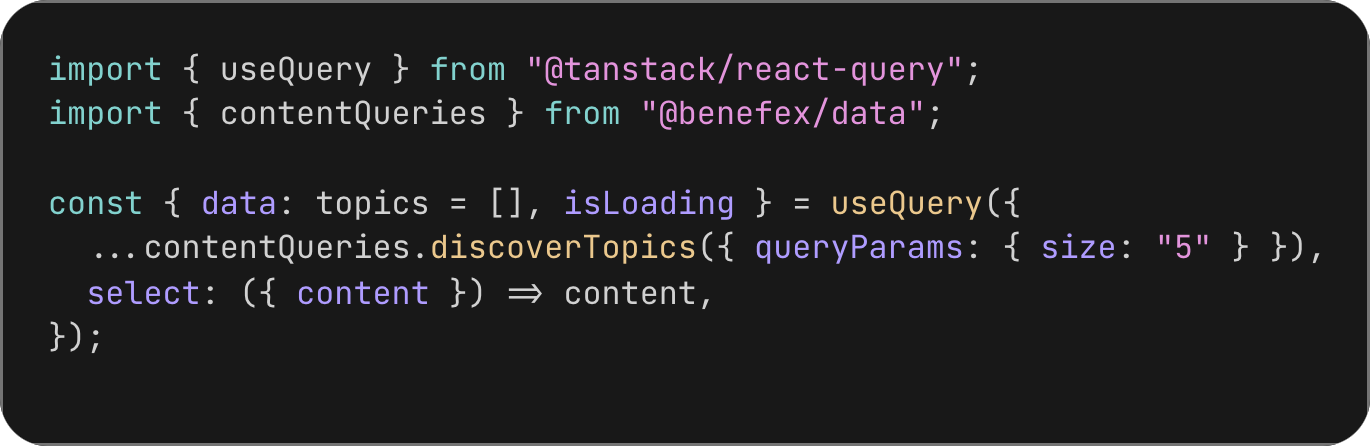 import { useQuery } from "@tanstack/react-query";
import { contentQueries } from "@benefex/data";

const { data: topics = [], isLoading } = useQuery({
  ...contentQueries.discoverTopics({ queryParams: { size: "5" } }),
  select: ({ content }) => content,
});